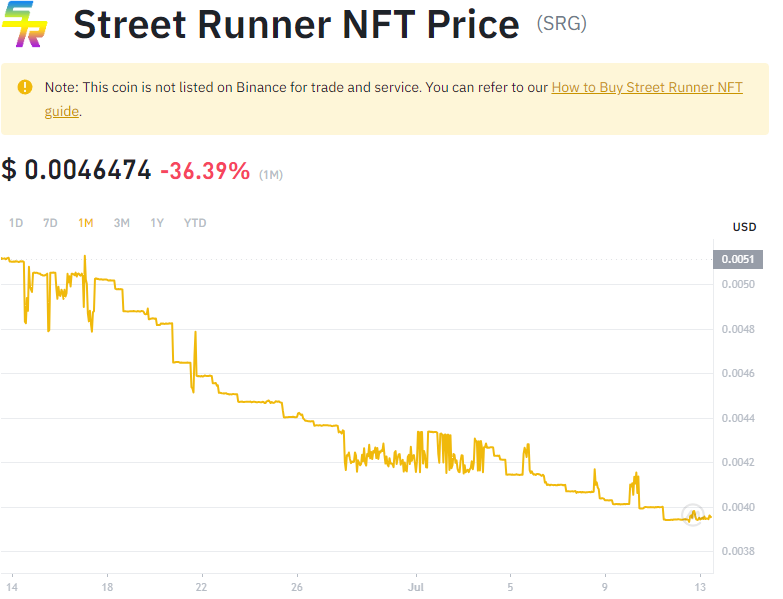 Street Runner NFT Price (SRG)
Note: This coin is not listed on Binance for trade and service. You can refer to our How to Buy Street Runner NFT
guide.
$ 0.0046474 -36.39% (1M)
1D 7D 1M 3M 1Y YTD
USD
0.0051
0.0050
0.0048
0.0046
0.0044
0.0042
0.0040
0.0038
14 18 22 26 Jul 5 9 13